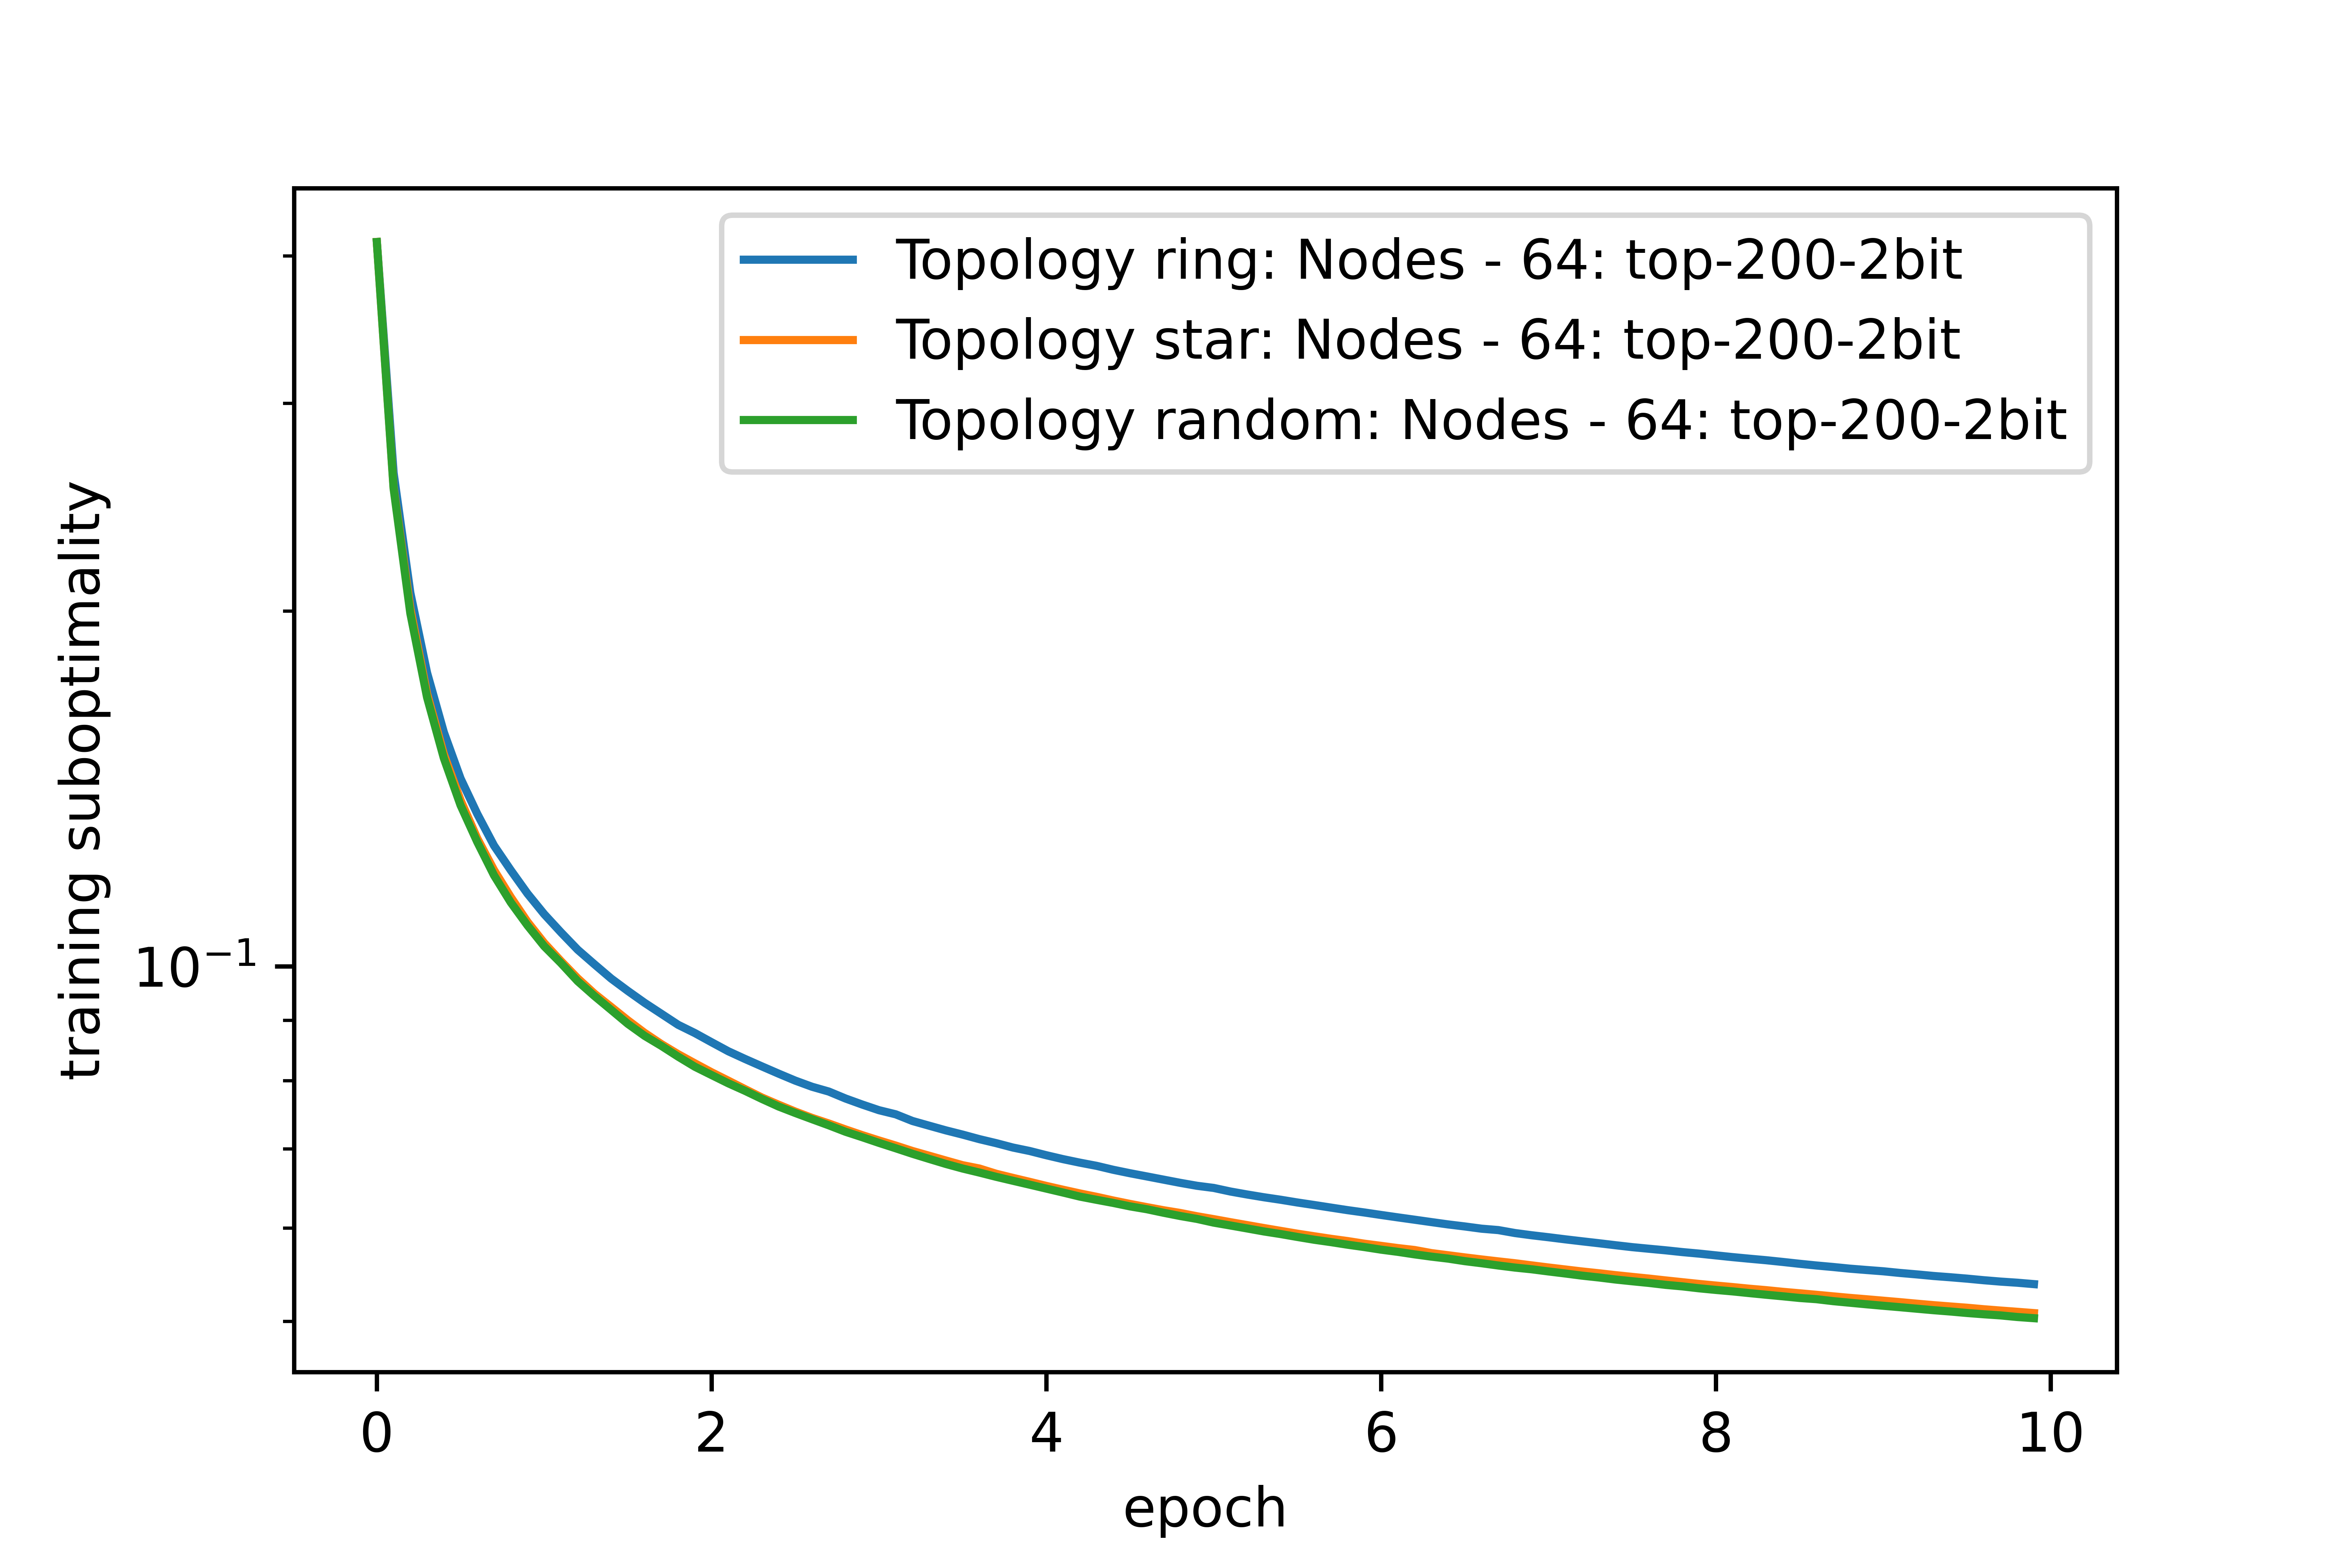 Topology ring: Nodes - 64: top-200-2bit
Topology star: Nodes - 64: top-200-2bit
Topology random: Nodes - 64: top-200-2bit
training suboptimality
10⁻¹
0 2 4 6 8 10
epoch